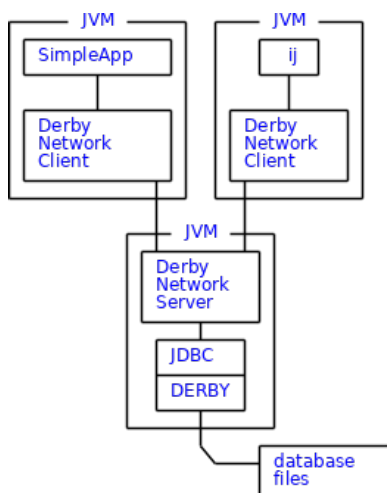 JVM
SimpleApp
Derby
Network
Client
JVM
ij
Derby
Network
Client
JVM
Derby
Network
Server
JDBC
DERBY
database
files